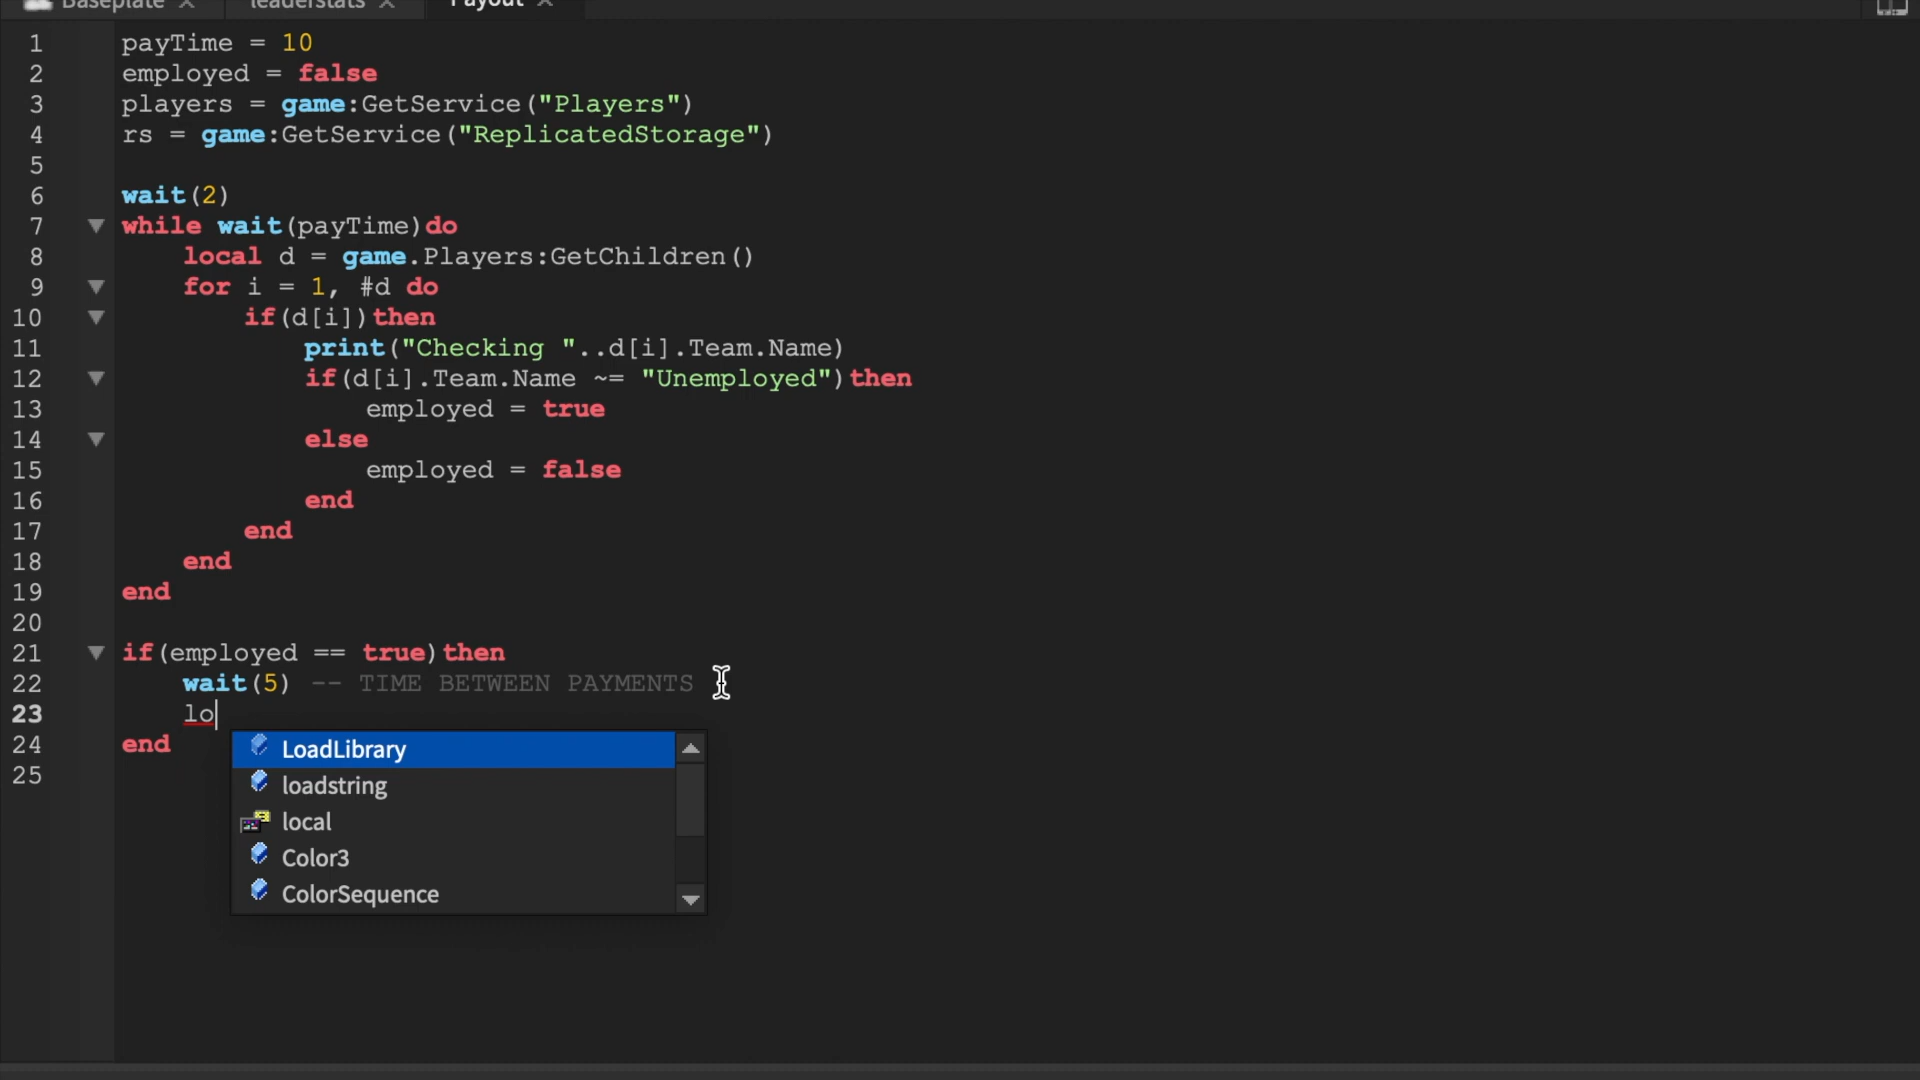 Baseplate leaderstats Payout
1 payTime = 10
2 employed = false
3 players = game:GetService("Players")
4 rs = game:GetService("ReplicatedStorage")
5
6 wait(2)
7 while wait(payTime)do
8 local d = game.Players:GetChildren()
9 for i = 1, #d do
10 if(d[i])then
11 print("Checking "..d[i].Team.Name)
12 if(d[i].Team.Name ~= "Unemployed")then
13 employed = true
14 else
15 employed = false
16 end
17 end
18 end
19 end
20
21 if(employed == true)then
22 wait(5) -- TIME BETWEEN PAYMENTS
23 lo
24 end
25
LoadLibrary
loadstring
local
Color3
ColorSequence